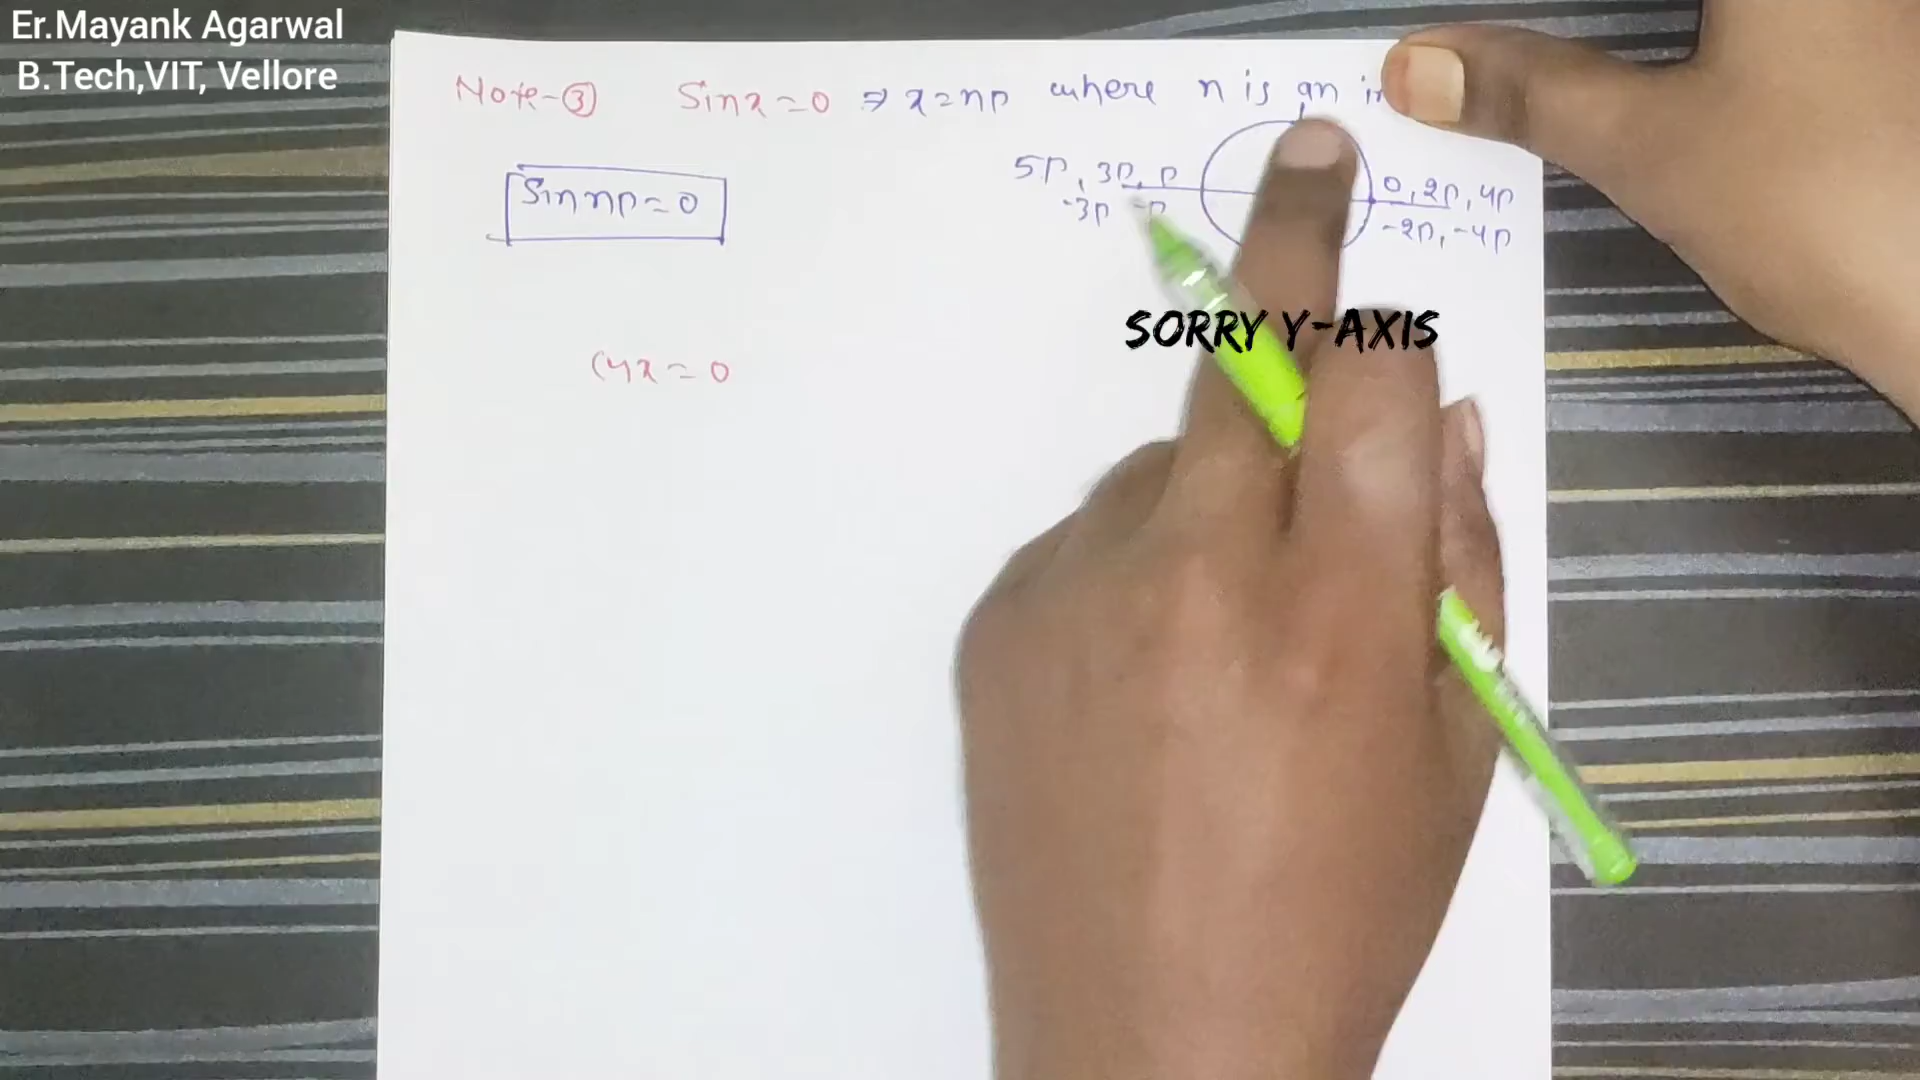 Er.Mayank Agarwal
B.Tech,VIT, Vellore
Note-③ Sinx=0 ⇒ x=nπ where n is an in
5π, 3π, π
-3π -π
0, 2π, 4π
-2π, -4π
Sin nπ=0
SORRY Y-AXIS
x=0